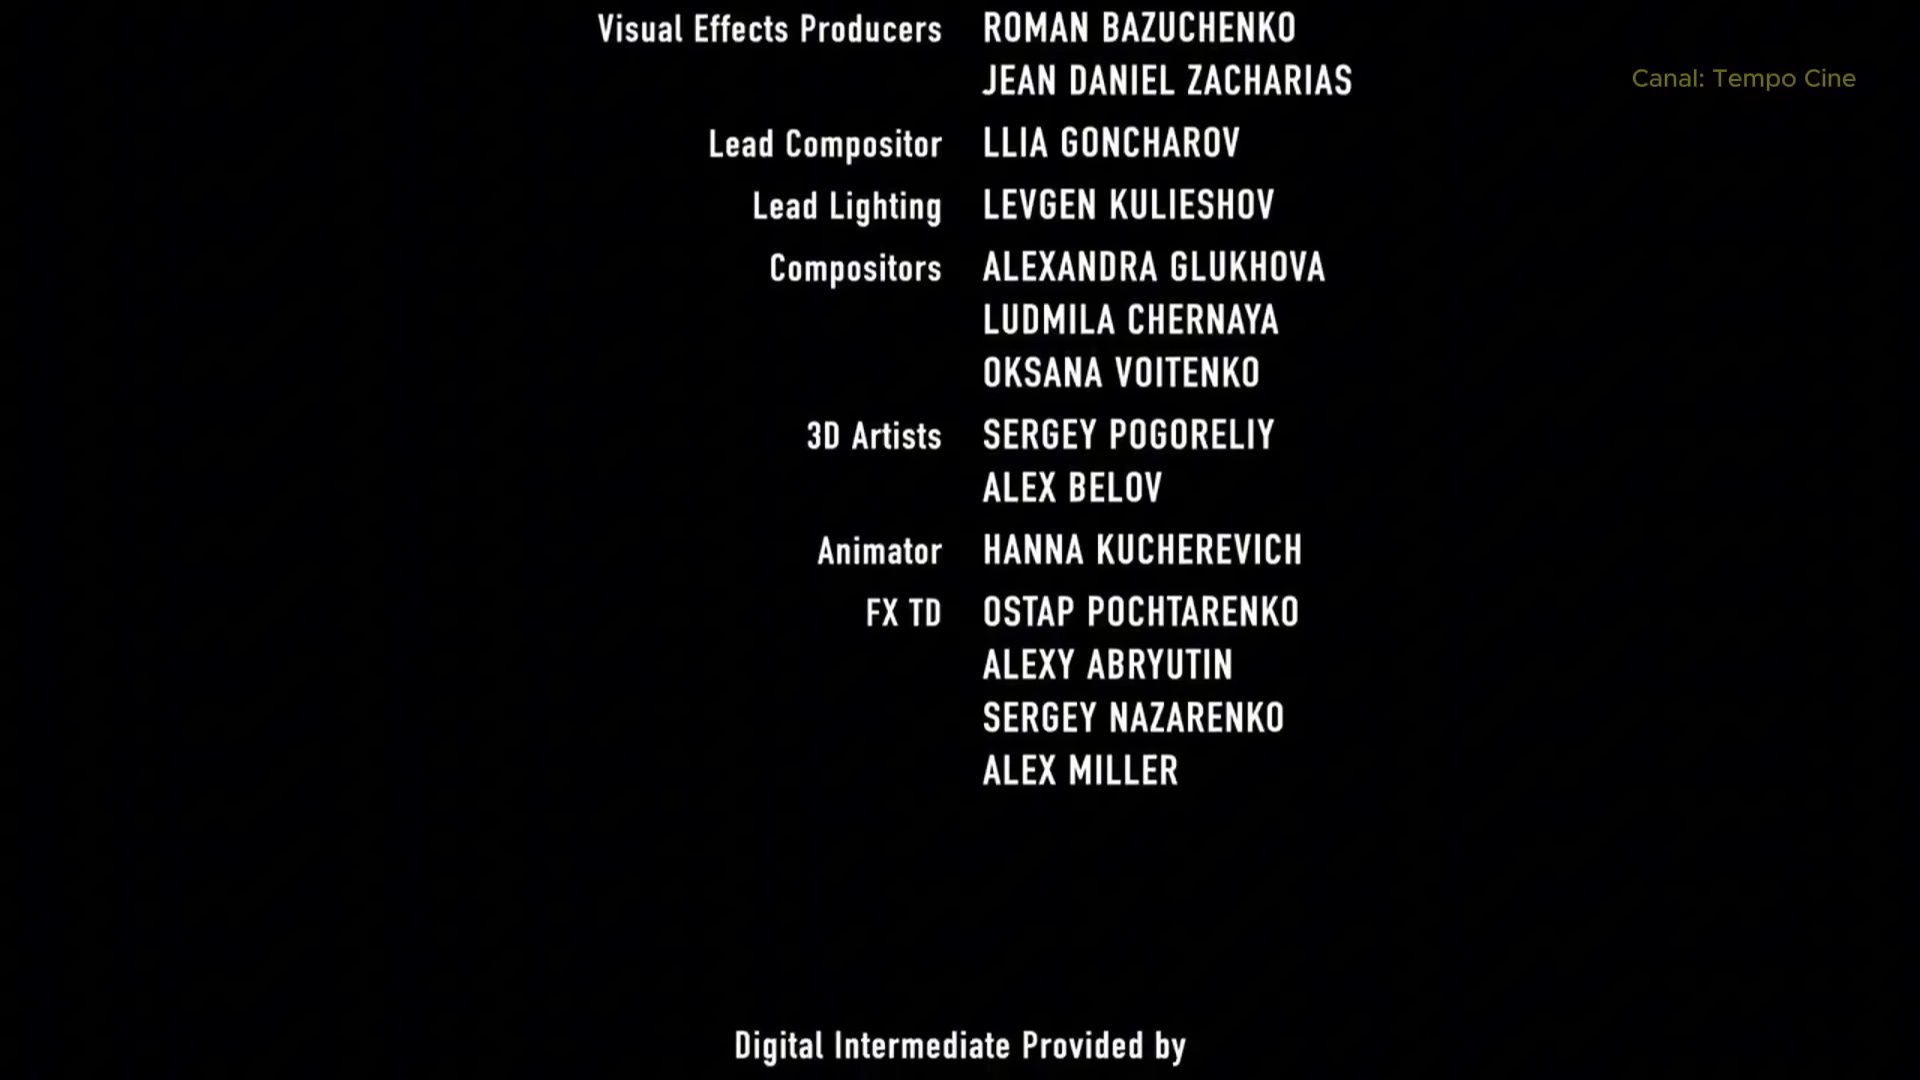 Visual Effects Producers ROMAN BAZUCHENKO
JEAN DANIEL ZACHARIAS
Canal: Tempo Cine
Lead Compositor LLIA GONCHAROV
Lead Lighting LEVGEN KULIESHOV
Compositors ALEXANDRA GLUKHOVA
LUDMILA CHERNAYA
OKSANA VOITENKO
3D Artists SERGEY POGORELIY
ALEX BELOV
Animator HANNA KUCHEREVICH
FX TD OSTAP POCHTARENKO
ALEXY ABRYUTIN
SERGEY NAZARENKO
ALEX MILLER
Digital Intermediate Provided by